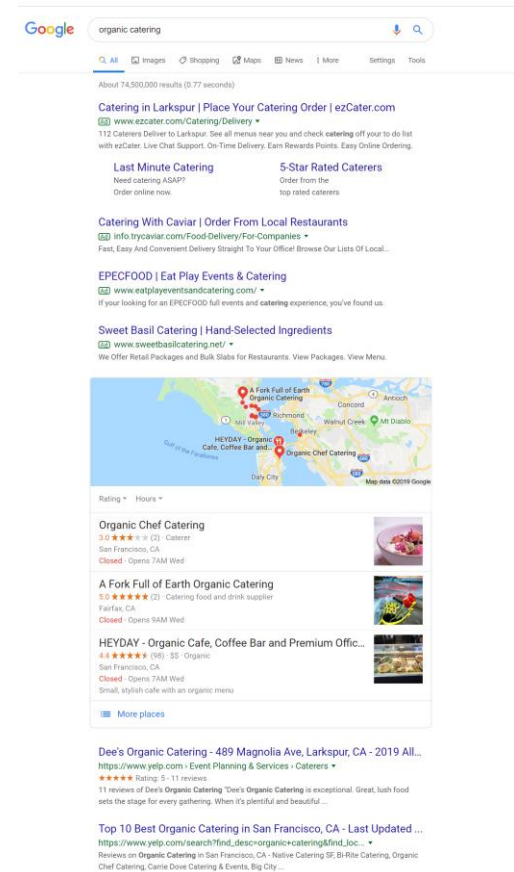 Google
organic catering
All Images Shopping Maps News More Settings Tools
About 74,500,000 results (0.77 seconds)
Catering in Larkspur | Place Your Catering Order | ezCater.com
Ad www.ezcater.com/Catering/Delivery
112 Caterers Deliver to Larkspur. See all menus near you and check catering off your to do list
with ezCater. Live Chat Support. On-Time Delivery. Earn Rewards Points. Easy Online Ordering.
Last Minute Catering 5-Star Rated Caterers
Need catering ASAP? Order from the
Order online now. top rated caterers
Catering With Caviar | Order From Local Restaurants
Ad info.trycaviar.com/Food-Delivery/For-Companies
Fast, Easy And Convenient Delivery Straight To Your Office! Browse Our Lists Of Local...
EPECFOOD | Eat Play Events & Catering
Ad www.eatplayeventsandcatering.com/
If your looking for an EPECFOOD full events and catering experience, you've found us.
Sweet Basil Catering | Hand-Selected Ingredients
Ad www.sweetbasilcatering.net/
We Offer Retail Packages and Bulk Slabs for Restaurants. View Packages. View Menu.
A Fork Full of Earth
Organic Catering
780
4
Antioch
Concord
1
Mill Valley
Richmond
Walnut Creek
Mt Diablo
Berkeley
HEYDAY - Organic
Cafe, Coffee Bar and...
Organic Chef Catering
Gulf of the Farallones
Daly City
Map data ©2019 Google
Rating Hours
Organic Chef Catering
3.0 ★★★★★ (2) · Caterer
San Francisco, CA
Closed · Opens 7AM Wed
A Fork Full of Earth Organic Catering
5.0 ★★★★★ (2) · Catering food and drink supplier
Fairfax, CA
Closed · Opens 9AM Wed
HEYDAY - Organic Cafe, Coffee Bar and Premium Offic...
4.4 ★★★★★ (98) · $$ · Organic
San Francisco, CA
Closed · Opens 7AM Wed
Small, stylish cafe with an organic menu
More places
Dee's Organic Catering - 489 Magnolia Ave, Larkspur, CA - 2019 All...
https://www.yelp.com › Event Planning & Services › Caterers
★★★★★ Rating: 5 - 11 reviews
11 reviews of Dee's Organic Catering "Dee's Organic Catering is exceptional. Great, lush food
sets the stage for every gathering. When it's plentiful and beautiful ...
Top 10 Best Organic Catering in San Francisco, CA - Last Updated ...
https://www.yelp.com/search?find_desc=organic+catering&find_loc...
Reviews on Organic Catering in San Francisco, CA - Native Catering SF, Bi-Rite Catering, Organic
Chef Catering, Carrie Dove Catering & Events, Big City ...